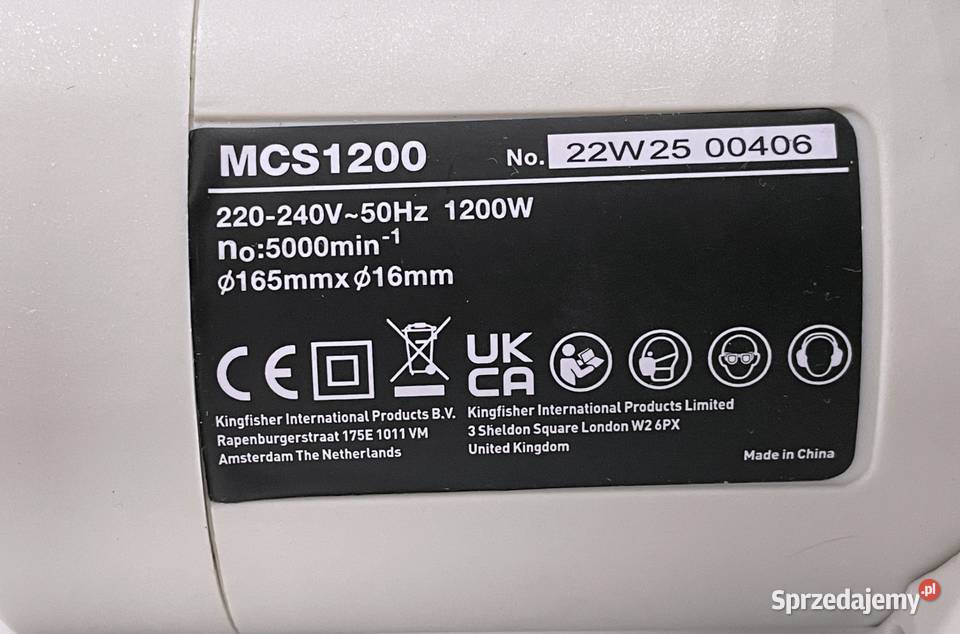 MCS1200 No. 22W25 00406
220-240V~50Hz 1200W
no:5000min-1
ϕ165mmxϕ16mm
CE UK CA
Kingfisher International Products B.V.
Rapenburgerstraat 175E 1011 VM
Amsterdam The Netherlands
Kingfisher International Products Limited
3 Sheldon Square London W2 6PX
United Kingdom
Made in China
Sprzedajemy.pl